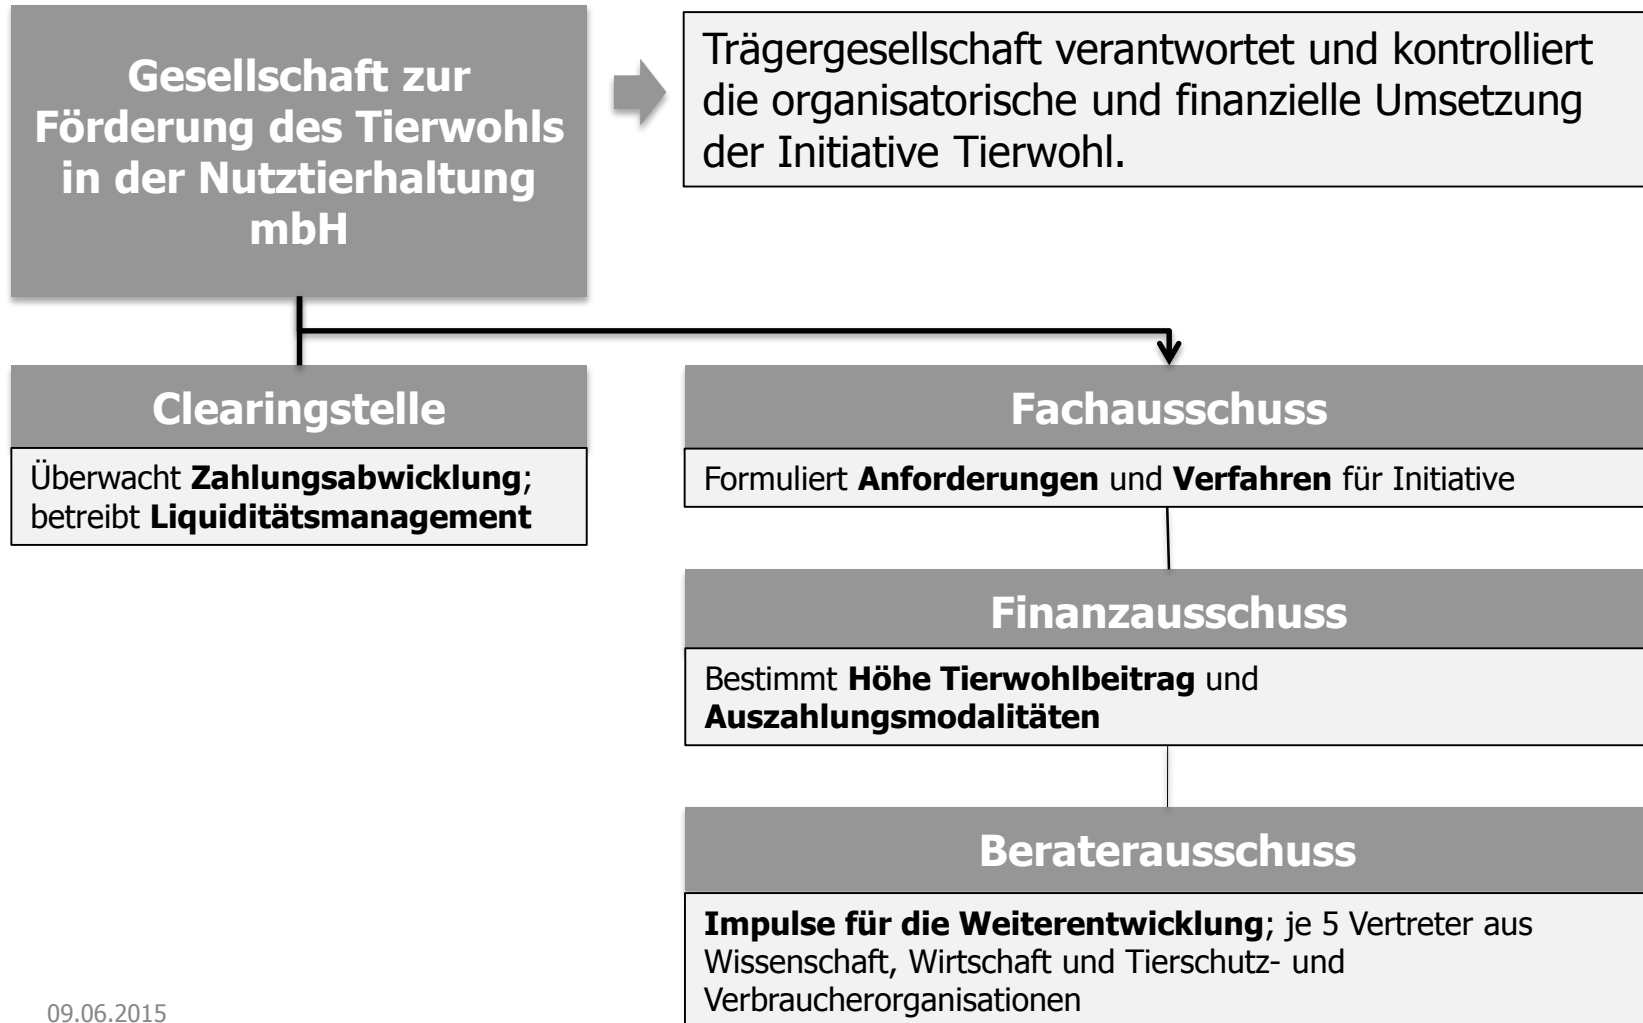 Gesellschaft zur
Förderung des Tierwohls
in der Nutztierhaltung
mbH
Trägergesellschaft verantwortet und kontrolliert
die organisatorische und finanzielle Umsetzung
der Initiative Tierwohl.
Clearingstelle
Überwacht Zahlungsabwicklung;
betreibt Liquiditätsmanagement
Fachausschuss
Formuliert Anforderungen und Verfahren für Initiative
Finanzausschuss
Bestimmt Höhe Tierwohlbeitrag und
Auszahlungsmodalitäten
Beraterausschuss
Impulse für die Weiterentwicklung; je 5 Vertreter aus
Wissenschaft, Wirtschaft und Tierschutz- und
Verbraucherorganisationen
09.06.2015